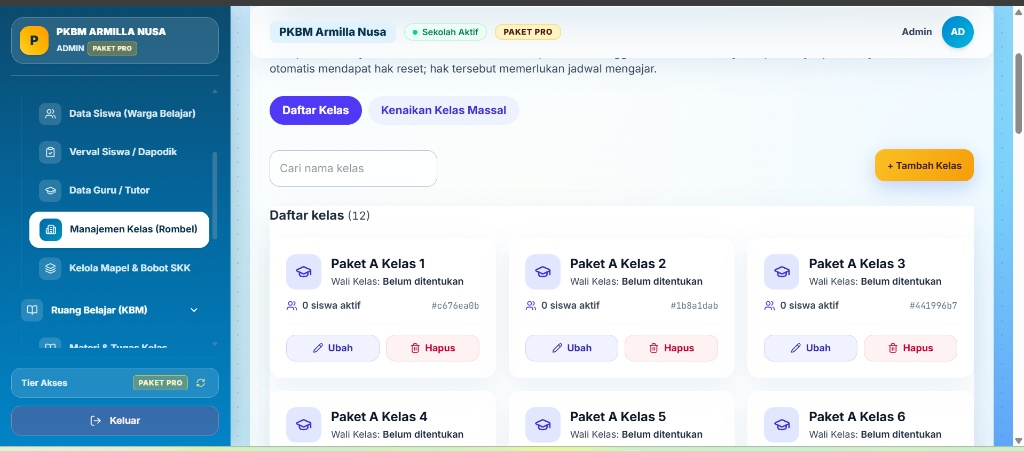 P
PKBM ARMILLA NUSA
ADMIN PAKET PRO
Data Siswa (Warga Belajar)
Verval Siswa / Dapodik
Data Guru / Tutor
Manajemen Kelas (Rombel)
Kelola Mapel & Bobot SKK
Ruang Belajar (KBM)
Materi & Tugas Kelas
Tier Akses PAKET PRO
Keluar
PKBM Armilla Nusa Sekolah Aktif PAKET PRO Admin AD
otomatis mendapat hak reset; hak tersebut memerlukan jadwal mengajar.
Daftar Kelas Kenaikan Kelas Massal
Cari nama kelas + Tambah Kelas
Daftar kelas (12)
Paket A Kelas 1
Wali Kelas: Belum ditentukan
0 siswa aktif #c676ea0b
Ubah Hapus
Paket A Kelas 2
Wali Kelas: Belum ditentukan
0 siswa aktif #1b8a1dab
Ubah Hapus
Paket A Kelas 3
Wali Kelas: Belum ditentukan
0 siswa aktif #441996b7
Ubah Hapus
Paket A Kelas 4
Wali Kelas: Belum ditentukan
Paket A Kelas 5
Wali Kelas: Belum ditentukan
Paket A Kelas 6
Wali Kelas: Belum ditentukan